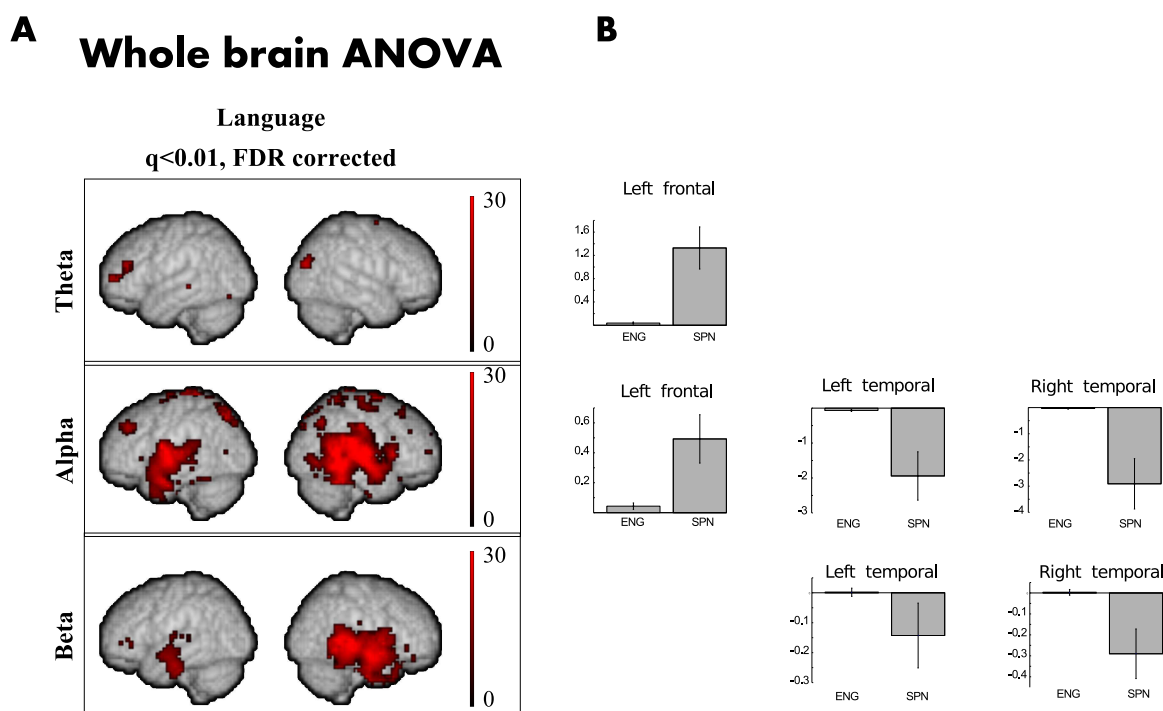 A
Whole brain ANOVA
Language
q<0.01, FDR corrected
Theta
30
0
Alpha
30
0
Beta
30
0
B
Left frontal
1.6
1.2
0.8
0.4
ENG SPN
Left frontal
0.6
0.4
0.2
ENG SPN
Left temporal
-1
-2
-3
ENG SPN
Right temporal
-1
-2
-3
-4
ENG SPN
Left temporal
-0.1
-0.2
-0.3
ENG SPN
Right temporal
-0.1
-0.2
-0.3
-0.4
ENG SPN